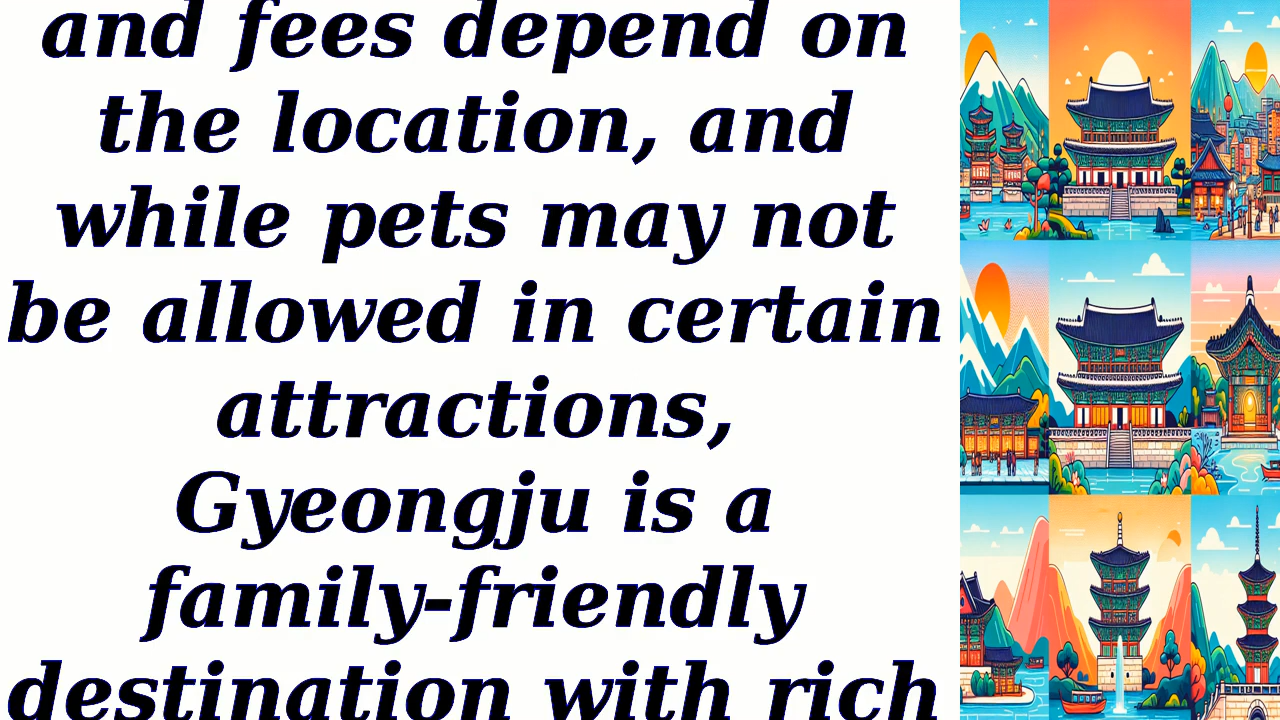 and fees depend on
the location, and
while pets may not
be allowed in certain
attractions,
Gyeongju is a
family-friendly
destination with rich